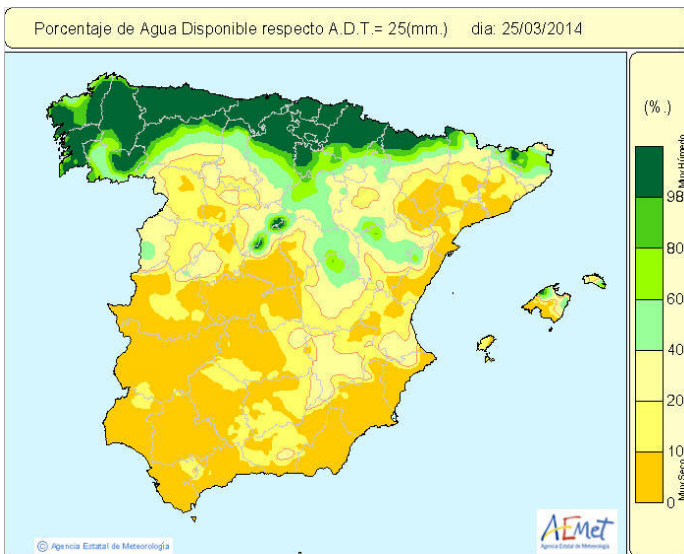 Porcentaje de Agua Disponible respecto A.D.T.= 25(mm.) dia: 25/03/2014
(% .)
Muy Húmedo
98
80
60
40
20
10
Muy Seco
0
AEMet
Agencia Estatal de Meteorología
© Agencia Estatal de Meteorología